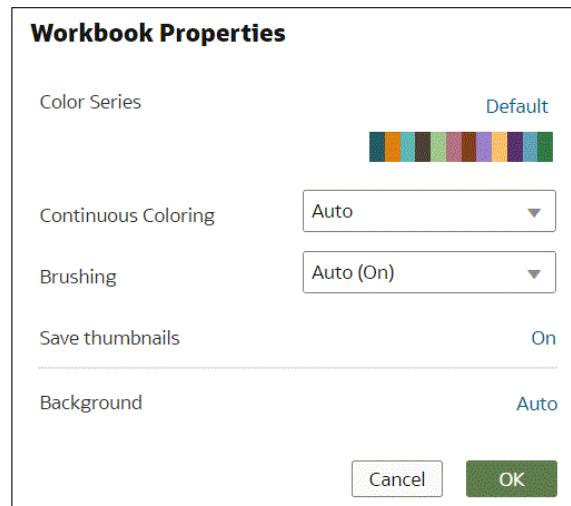 Workbook Properties
Color Series
Default
Continuous Coloring
Auto
Brushing
Auto (On)
Save thumbnails
On
Background
Auto
Cancel
OK